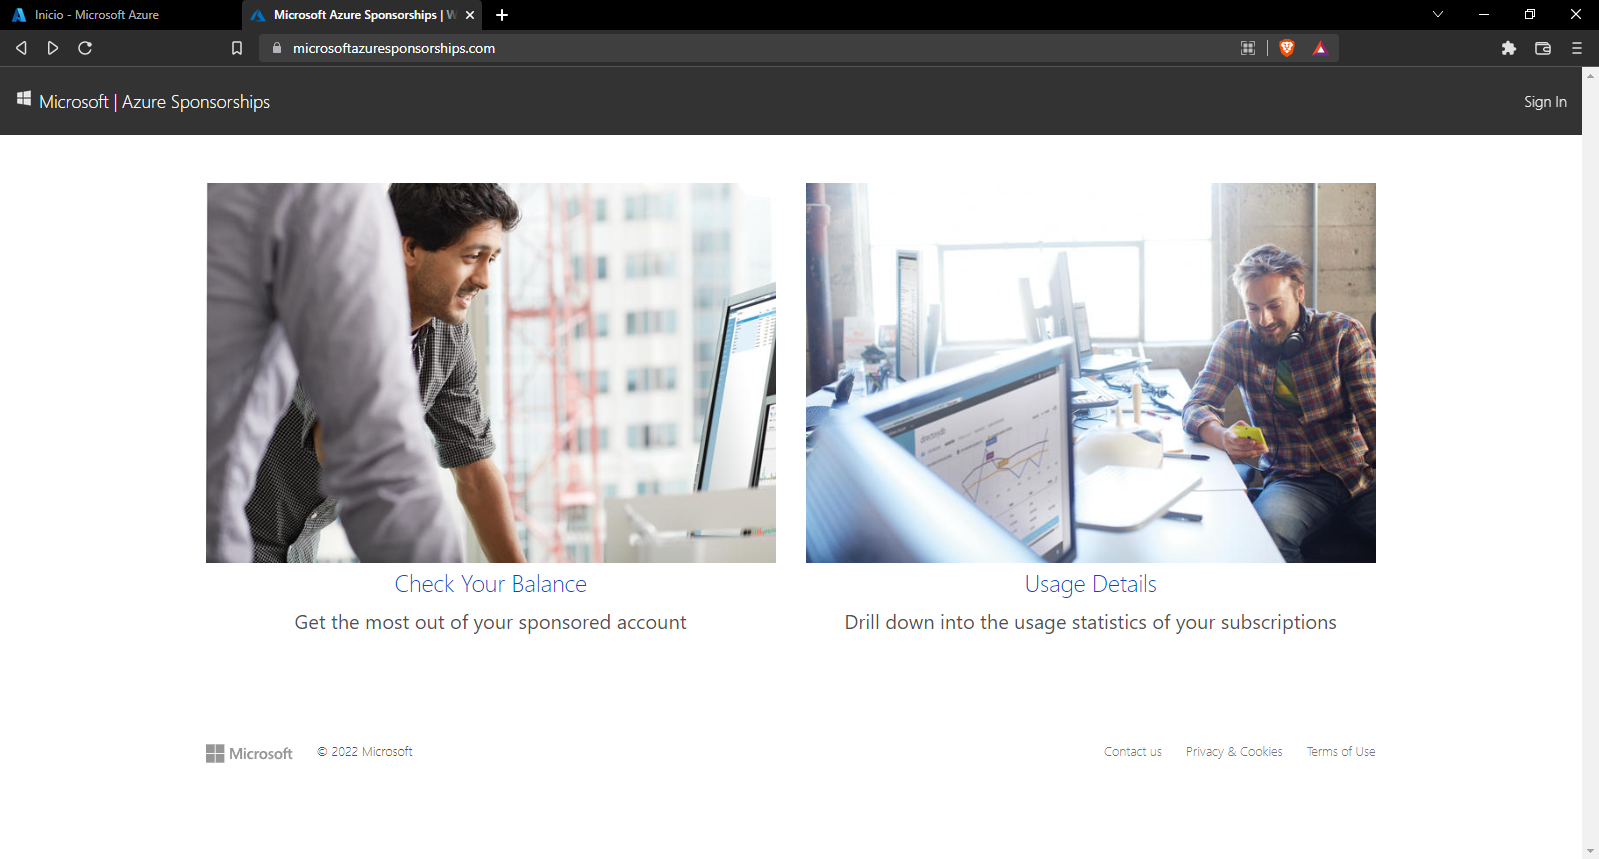 Inicio - Microsoft Azure
Microsoft Azure Sponsorships | W
microsoftazuresponsorships.com
Microsoft | Azure Sponsorships
Sign In
Check Your Balance
Usage Details
Get the most out of your sponsored account
Drill down into the usage statistics of your subscriptions
Microsoft
© 2022 Microsoft
Contact us
Privacy & Cookies
Terms of Use